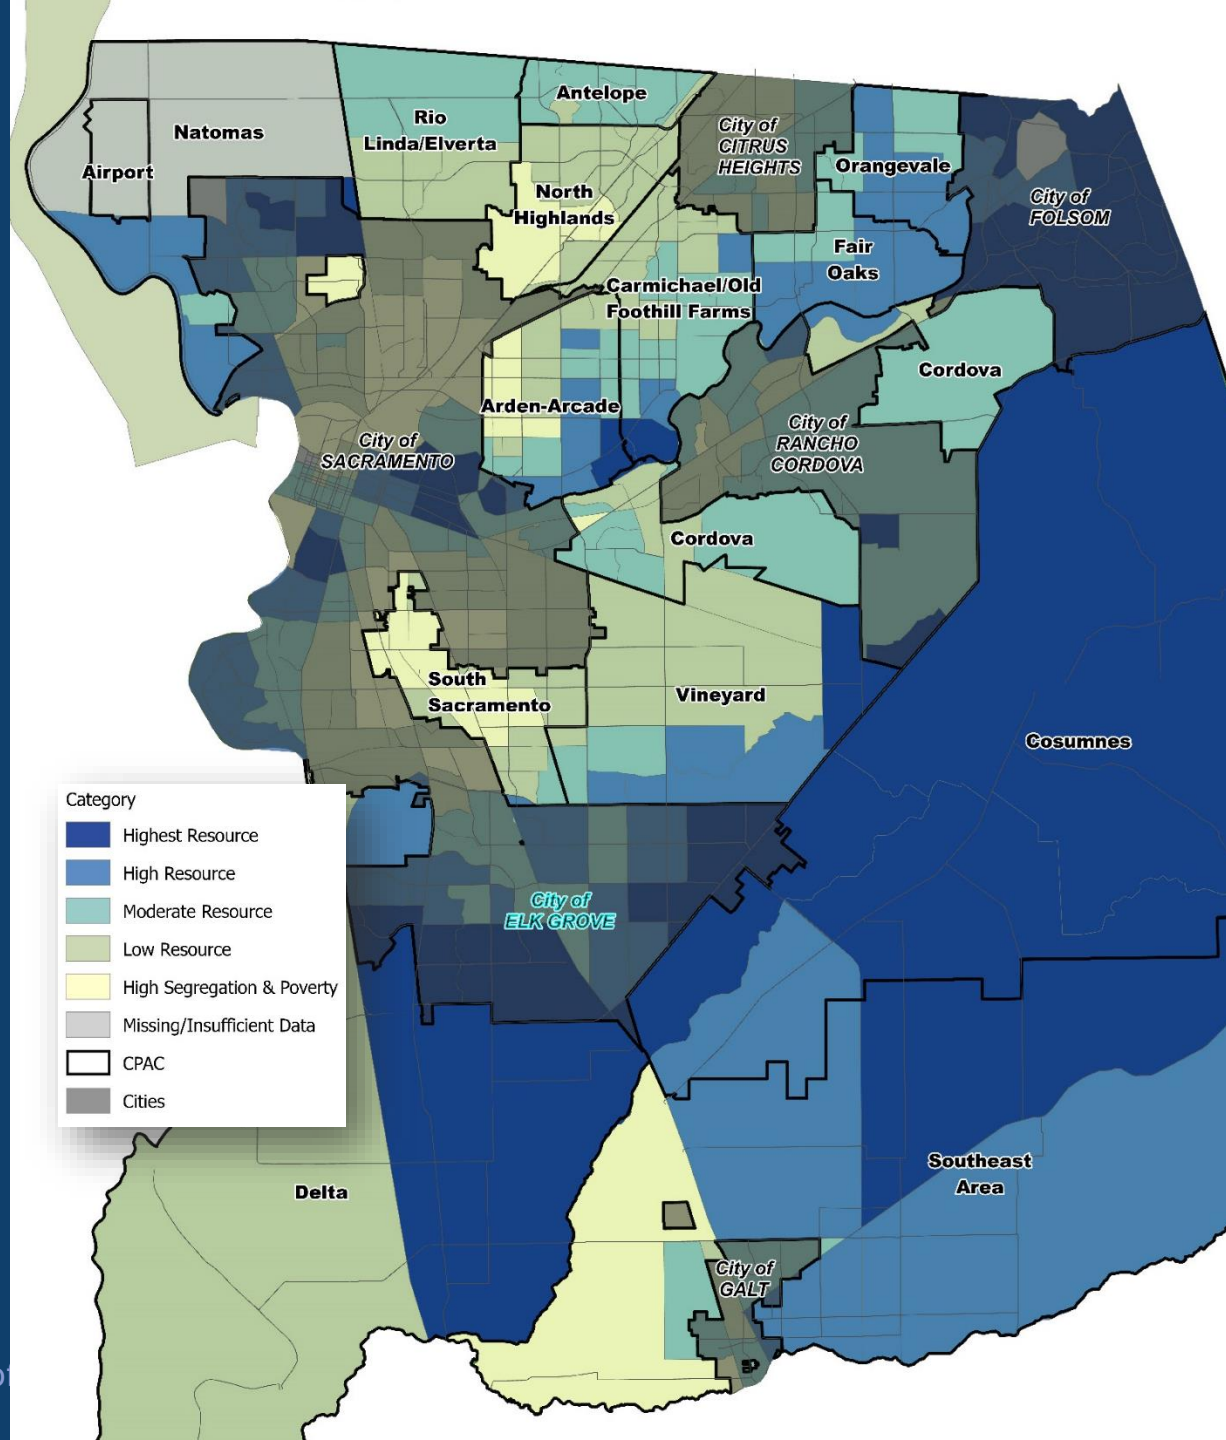 Antelope
Rio
Linda/Elverta
Natomas
City of
CITRUS
HEIGHTS
Airport
Orangevale
North
Highlands
City of
FOLSOM
Fair
Oaks
Carmichael/Old
Foothill Farms
Cordova
Arden-Arcade
City of
SACRAMENTO
City of
RANCHO
CORDOVA
Cordova
South
Sacramento
Vineyard
Cosumnes
Category
Highest Resource
High Resource
Moderate Resource
Low Resource
High Segregation & Poverty
Missing/Insufficient Data
CPAC
Cities
City of
ELK GROVE
Delta
Southeast
Area
City of
GALT